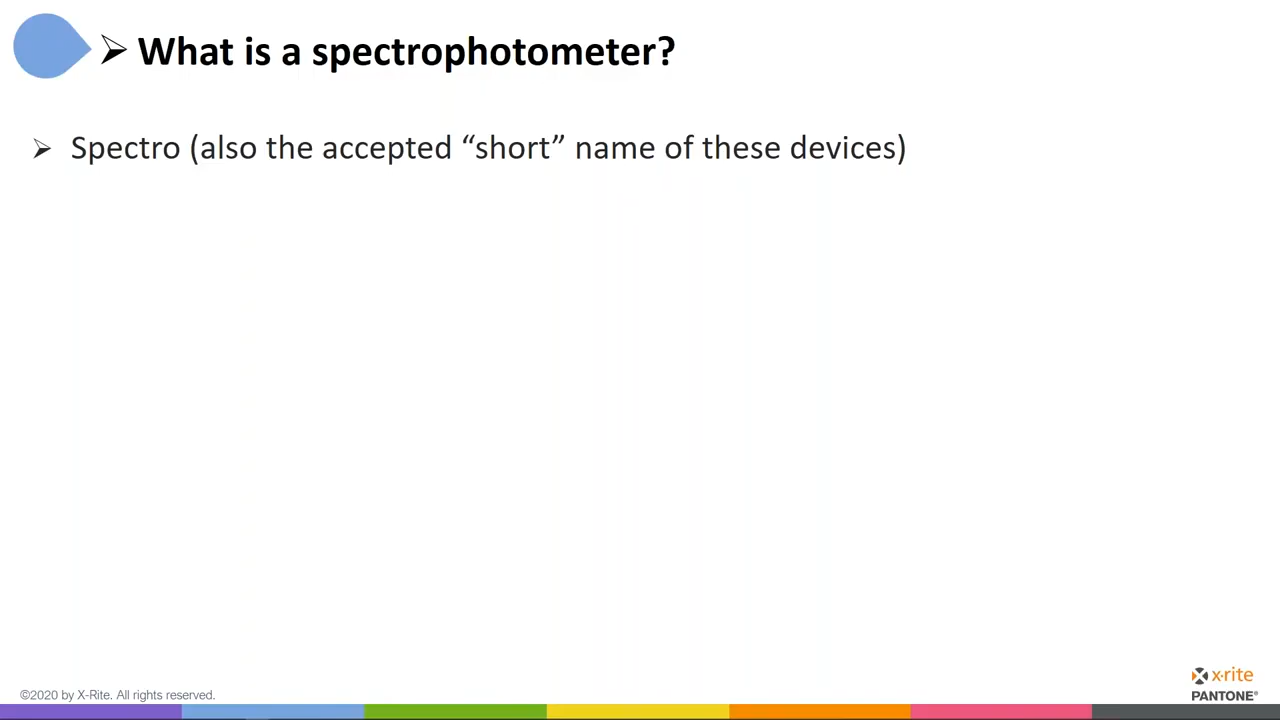 ➢ What is a spectrophotometer?
➢ Spectro (also the accepted “short” name of these devices)
©2020 by X-Rite. All rights reserved.
x·rite
PANTONE®